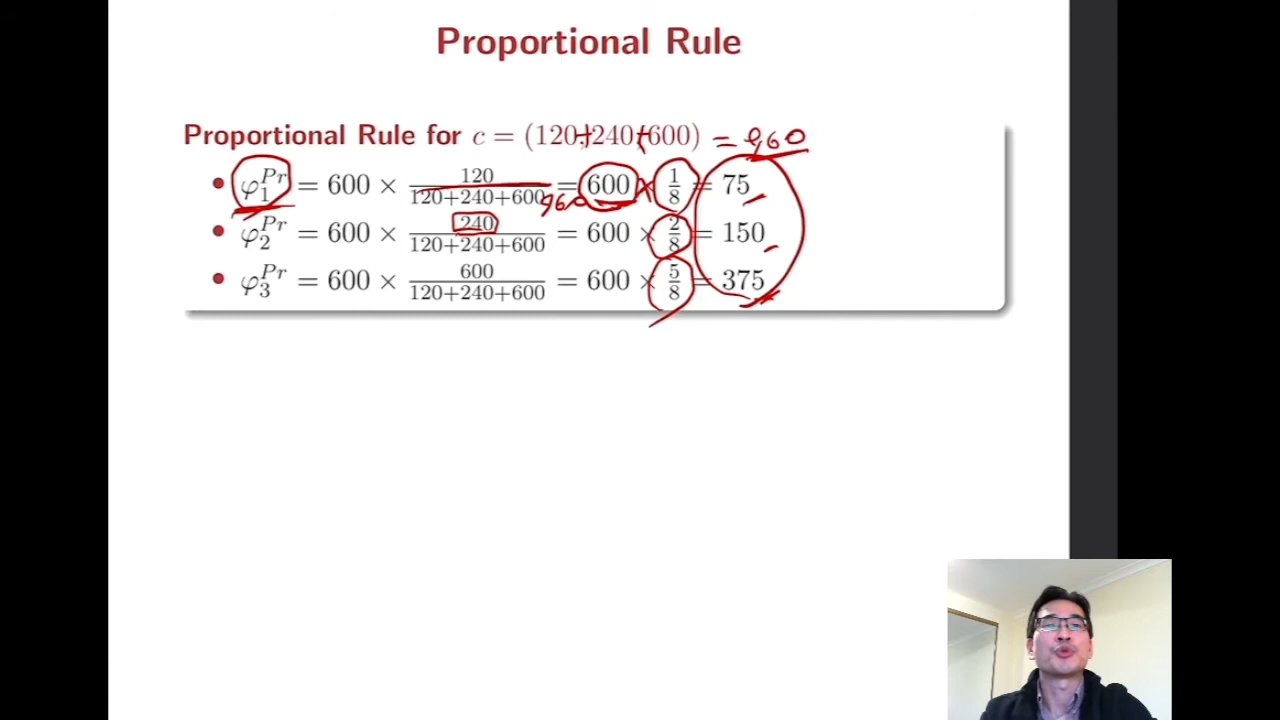 Proportional Rule
Proportional Rule for c = (120,+240,+600) = 960
• φ₁^Pr = 600 × 120/(120+240+600) 960 = 600 × 1/8 = 75
• φ₂^Pr = 600 × 240/(120+240+600) = 600 × 2/8 = 150
• φ₃^Pr = 600 × 600/(120+240+600) = 600 × 5/8 = 375